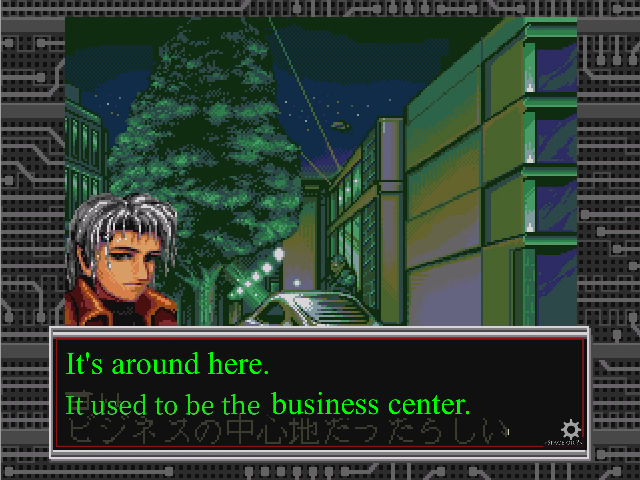 It's around here.
It used to be the business center.
ビジネスの中心地だったらしい